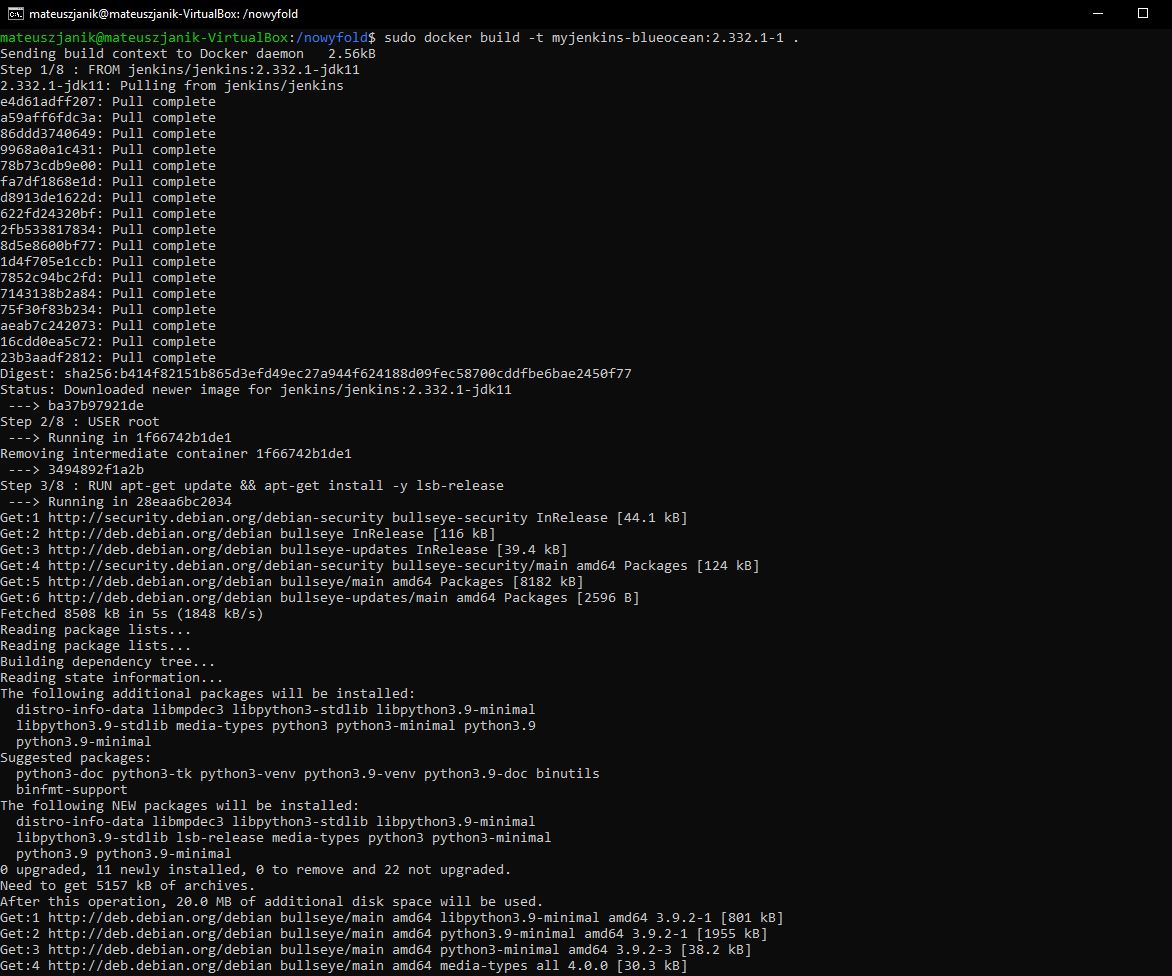 mateuszjanik@mateuszjanik-VirtualBox: /nowyfold
mateuszjanik@mateuszjanik-VirtualBox:/nowyfold$ sudo docker build -t myjenkins-blueocean:2.332.1-1 .
Sending build context to Docker daemon   2.56kB
Step 1/8 : FROM jenkins/jenkins:2.332.1-jdk11
2.332.1-jdk11: Pulling from jenkins/jenkins
e4d61adff207: Pull complete
a59aff6fdc3a: Pull complete
86ddd3740649: Pull complete
9968a0a1c431: Pull complete
78b73cdb9e00: Pull complete
fa7df1868e1d: Pull complete
d8913de1622d: Pull complete
622fd24320bf: Pull complete
2fb533817834: Pull complete
8d5e8600bf77: Pull complete
1d4f705e1ccb: Pull complete
7852c94bc2fd: Pull complete
7143138b2a84: Pull complete
75f30f83b234: Pull complete
aeab7c242073: Pull complete
16cdd0ea5c72: Pull complete
23b3aadf2812: Pull complete
Digest: sha256:b414f82151b865d3efd49ec27a944f624188d09fec58700cddfbe6bae2450f77
Status: Downloaded newer image for jenkins/jenkins:2.332.1-jdk11
 ---> ba37b97921de
Step 2/8 : USER root
 ---> Running in 1f66742b1de1
Removing intermediate container 1f66742b1de1
 ---> 3494892f1a2b
Step 3/8 : RUN apt-get update && apt-get install -y lsb-release
 ---> Running in 28eaa6bc2034
Get:1 http://security.debian.org/debian-security bullseye-security InRelease [44.1 kB]
Get:2 http://deb.debian.org/debian bullseye InRelease [116 kB]
Get:3 http://deb.debian.org/debian bullseye-updates InRelease [39.4 kB]
Get:4 http://security.debian.org/debian-security bullseye-security/main amd64 Packages [124 kB]
Get:5 http://deb.debian.org/debian bullseye/main amd64 Packages [8182 kB]
Get:6 http://deb.debian.org/debian bullseye-updates/main amd64 Packages [2596 B]
Fetched 8508 kB in 5s (1848 kB/s)
Reading package lists...
Reading package lists...
Building dependency tree...
Reading state information...
The following additional packages will be installed:
  distro-info-data libmpdec3 libpython3-stdlib libpython3.9-minimal
  libpython3.9-stdlib media-types python3 python3-minimal python3.9
  python3.9-minimal
Suggested packages:
  python3-doc python3-tk python3-venv python3.9-venv python3.9-doc binutils
  binfmt-support
The following NEW packages will be installed:
  distro-info-data libmpdec3 libpython3-stdlib libpython3.9-minimal
  libpython3.9-stdlib lsb-release media-types python3 python3-minimal
  python3.9 python3.9-minimal
0 upgraded, 11 newly installed, 0 to remove and 22 not upgraded.
Need to get 5157 kB of archives.
After this operation, 20.0 MB of additional disk space will be used.
Get:1 http://deb.debian.org/debian bullseye/main amd64 libpython3.9-minimal amd64 3.9.2-1 [801 kB]
Get:2 http://deb.debian.org/debian bullseye/main amd64 python3.9-minimal amd64 3.9.2-1 [1955 kB]
Get:3 http://deb.debian.org/debian bullseye/main amd64 python3-minimal amd64 3.9.2-3 [38.2 kB]
Get:4 http://deb.debian.org/debian bullseye/main amd64 media-types all 4.0.0 [30.3 kB]